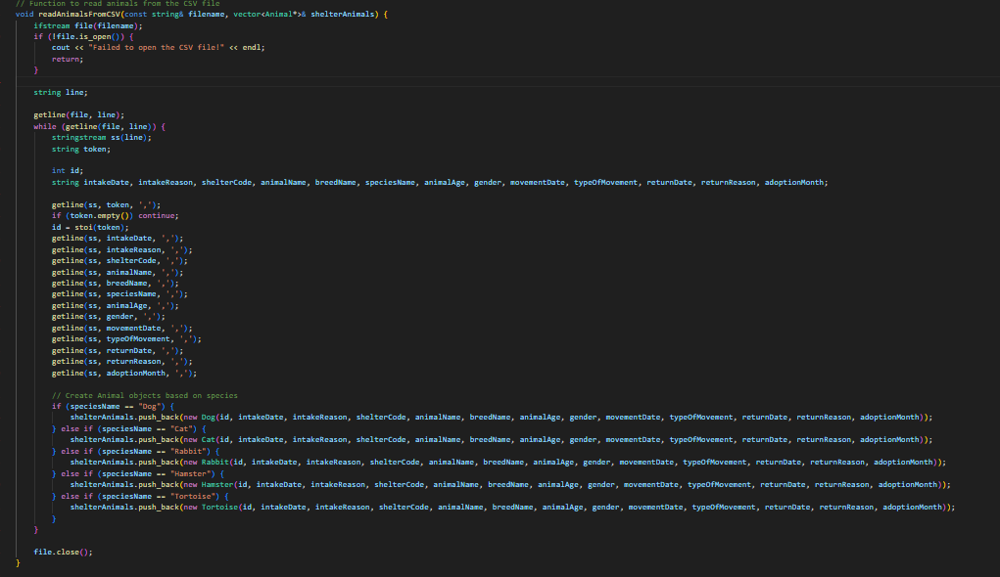 // Function to read animals from the CSV file
void readAnimalsFromCSV(const string& filename, vector<Animal*>& shelterAnimals) {
ifstream file(filename);
if (!file.is_open()) {
cout << "Failed to open the CSV file!" << endl;
return;
}
string line;
getline(file, line);
while (getline(file, line)) {
stringstream ss(line);
string token;
int id;
string intakeDate, intakeReason, shelterCode, animalName, breedName, speciesName, animalAge, gender, movementDate, typeOfMovement, returnDate, returnReason, adoptionMonth;
getline(ss, token, ',');
if (token.empty()) continue;
id = stoi(token);
getline(ss, intakeDate, ',');
getline(ss, intakeReason, ',');
getline(ss, shelterCode, ',');
getline(ss, animalName, ',');
getline(ss, breedName, ',');
getline(ss, speciesName, ',');
getline(ss, animalAge, ',');
getline(ss, gender, ',');
getline(ss, movementDate, ',');
getline(ss, typeOfMovement, ',');
getline(ss, returnDate, ',');
getline(ss, returnReason, ',');
getline(ss, adoptionMonth, ',');
// Create Animal objects based on species
if (speciesName == "Dog") {
shelterAnimals.push_back(new Dog(id, intakeDate, intakeReason, shelterCode, animalName, breedName, animalAge, gender, movementDate, typeOfMovement, returnDate, returnReason, adoptionMonth));
} else if (speciesName == "Cat") {
shelterAnimals.push_back(new Cat(id, intakeDate, intakeReason, shelterCode, animalName, breedName, animalAge, gender, movementDate, typeOfMovement, returnDate, returnReason, adoptionMonth));
} else if (speciesName == "Rabbit") {
shelterAnimals.push_back(new Rabbit(id, intakeDate, intakeReason, shelterCode, animalName, breedName, animalAge, gender, movementDate, typeOfMovement, returnDate, returnReason, adoptionMonth));
} else if (speciesName == "Hamster") {
shelterAnimals.push_back(new Hamster(id, intakeDate, intakeReason, shelterCode, animalName, breedName, animalAge, gender, movementDate, typeOfMovement, returnDate, returnReason, adoptionMonth));
} else if (speciesName == "Tortoise") {
shelterAnimals.push_back(new Tortoise(id, intakeDate, intakeReason, shelterCode, animalName, breedName, animalAge, gender, movementDate, typeOfMovement, returnDate, returnReason, adoptionMonth));
}
}
file.close();
}